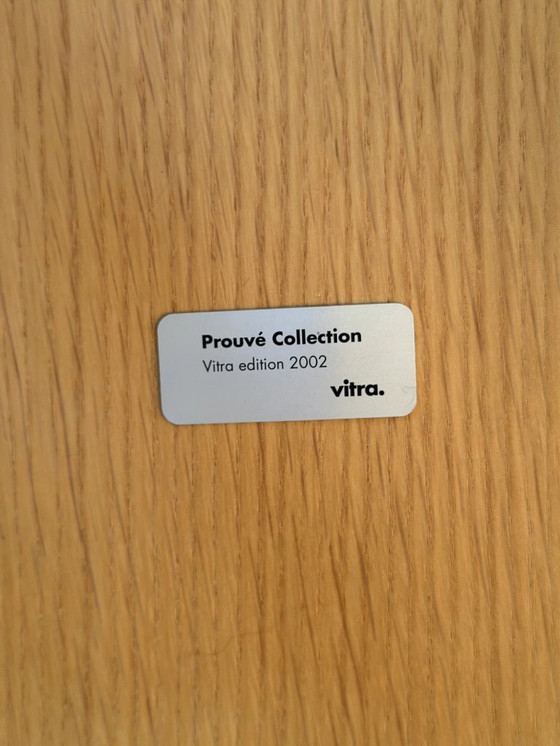 Prouvé Collection
Vitra edition 2002
vitra.